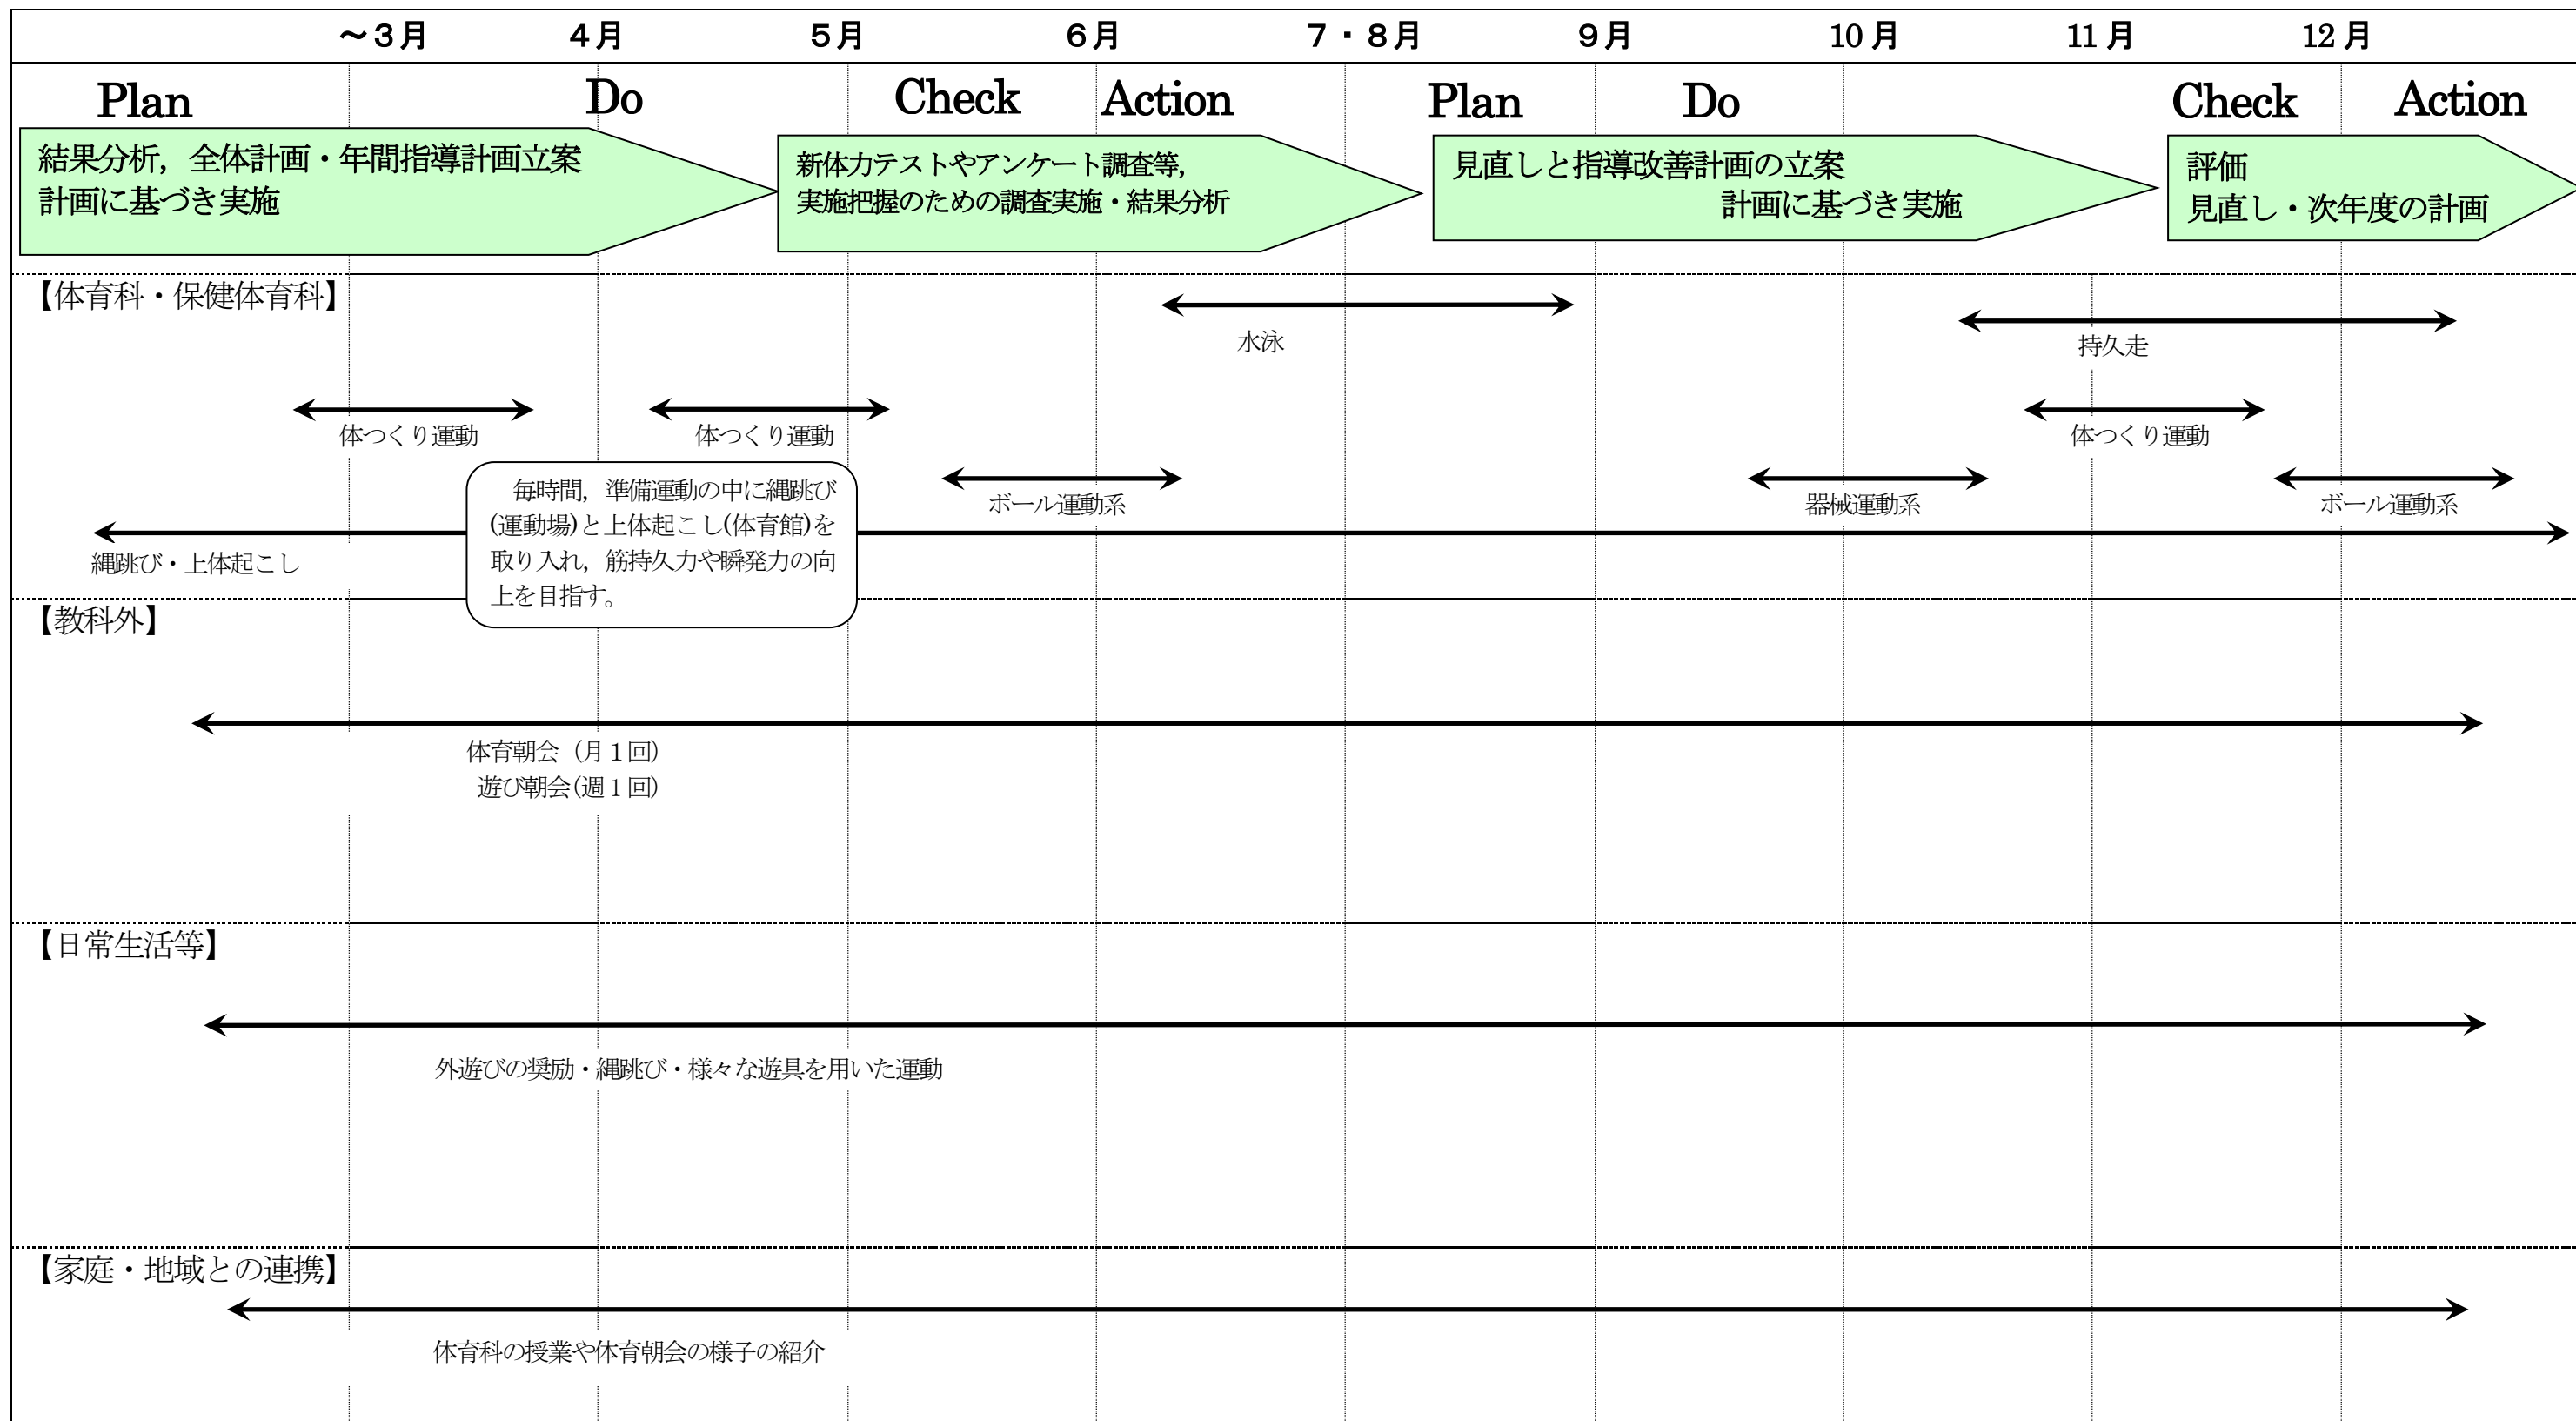 ～３月 ４月 ５月 ６月 ７・８月 ９月 10 月 11 月 12 月
Plan Do Check Action Plan Do Check Action
結果分析，全体計画・年間指導計画立案
計画に基づき実施
新体力テストやアンケート調査等，
実施把握のための調査実施・結果分析
見直しと指導改善計画の立案
計画に基づき実施
評価
見直し・次年度の計画
【体育科・保健体育科】
水泳
持久走
体つくり運動
体つくり運動
体つくり運動
ボール運動系
器械運動系
ボール運動系
縄跳び・上体起こし
毎時間，準備運動の中に縄跳び
(運動場)と上体起こし(体育館)を
取り入れ，筋持久力や瞬発力の向
上を目指す。
【教科外】
体育朝会（月１回）
遊び朝会(週１回)
【日常生活等】
外遊びの奨励・縄跳び・様々な遊具を用いた運動
【家庭・地域との連携】
体育科の授業や体育朝会の様子の紹介